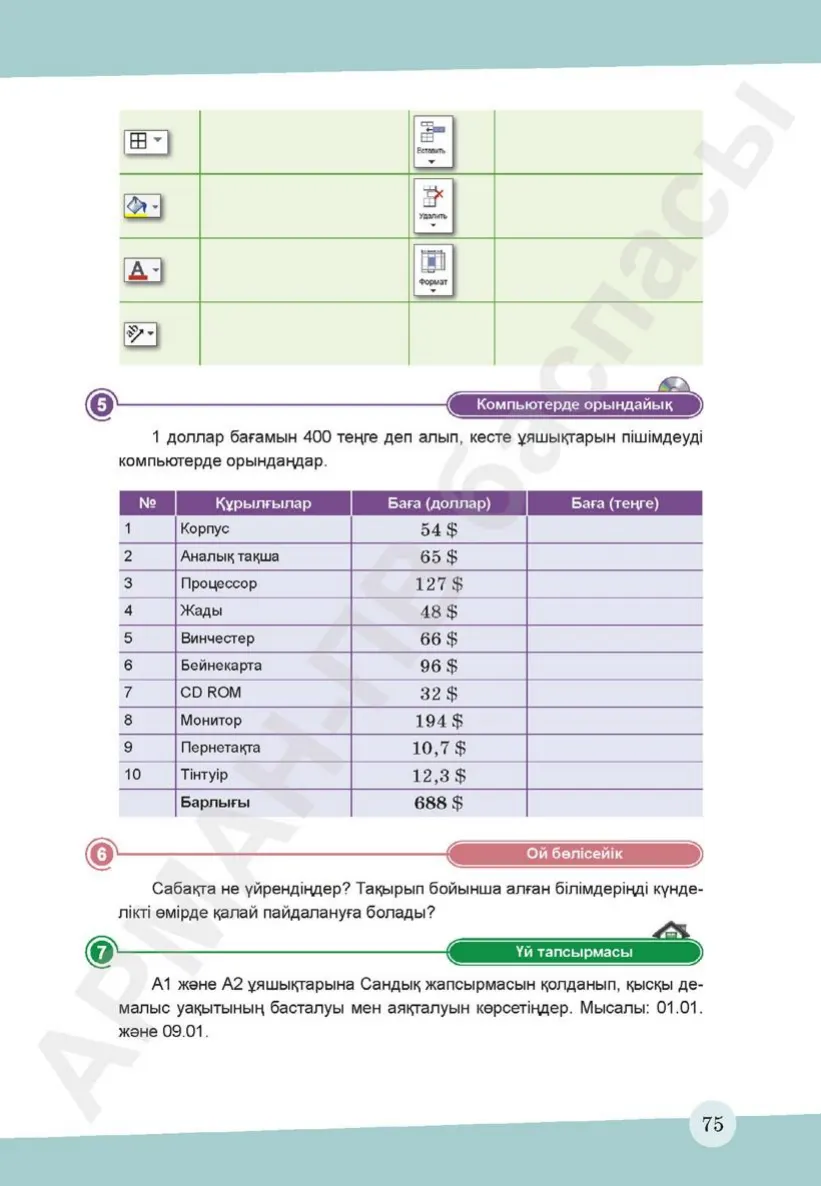 Вставить
Удалить
Формат
5 Компьютерде орындайық
1 доллар бағамын 400 теңге деп алып, кесте ұяшықтарын пішімдеуді
компьютерде орындаңдар.
№ Құрылғылар Баға (доллар) Баға (теңге)
1 Корпус 54 $
2 Аналық тақша 65 $
3 Процессор 127 $
4 Жады 48 $
5 Винчестер 66 $
6 Бейнекарта 96 $
7 CD ROM 32 $
8 Монитор 194 $
9 Пернетақта 10,7 $
10 Тінтуір 12,3 $
Барлығы 688 $
6 Ой бөлісейік
Сабақта не үйрендіңдер? Тақырып бойынша алған білімдеріңді күнде-
лікті өмірде қалай пайдалануға болады?
7 Үй тапсырмасы
А1 және А2 ұяшықтарына Сандық жапсырмасын қолданып, қысқы де-
малыс уақытының басталуы мен аяқталуын көрсетіңдер. Мысалы: 01.01.
және 09.01.
75
АРМАН-ПВ баспасы